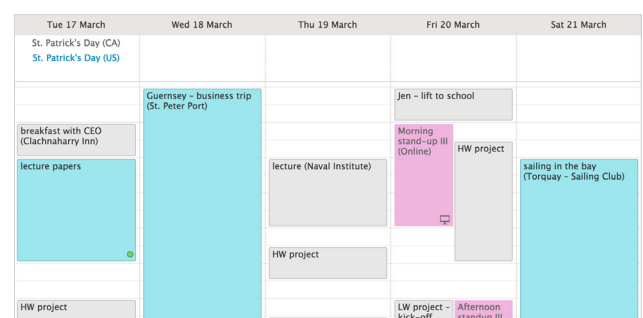 Tue 17 March
Wed 18 March
Thu 19 March
Fri 20 March
Sat 21 March
St. Patrick's Day (CA)
St. Patrick's Day (US)
Guernsey - business trip
(St. Peter Port)
Jen - lift to school
breakfast with CEO
(Clachnaharry Inn)
Morning
stand-up III
(Online)
HW project
lecture papers
lecture (Naval Institute)
sailing in the bay
(Torquay - Sailing Club)
HW project
HW project
LW project -
kick-off
Afternoon
standup III